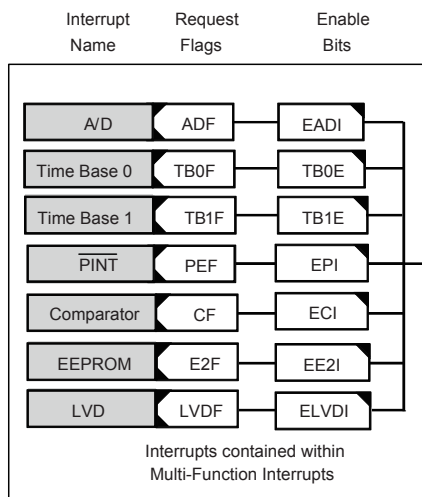 Interrupt Name Request Flags Enable Bits
A/D ADF EADI
Time Base 0 TB0F TB0E
Time Base 1 TB1F TB1E
PINT PEF EPI
Comparator CF ECI
EEPROM E2F EE2I
LVD LVDF ELVDI
Interrupts contained within
Multi-Function Interrupts